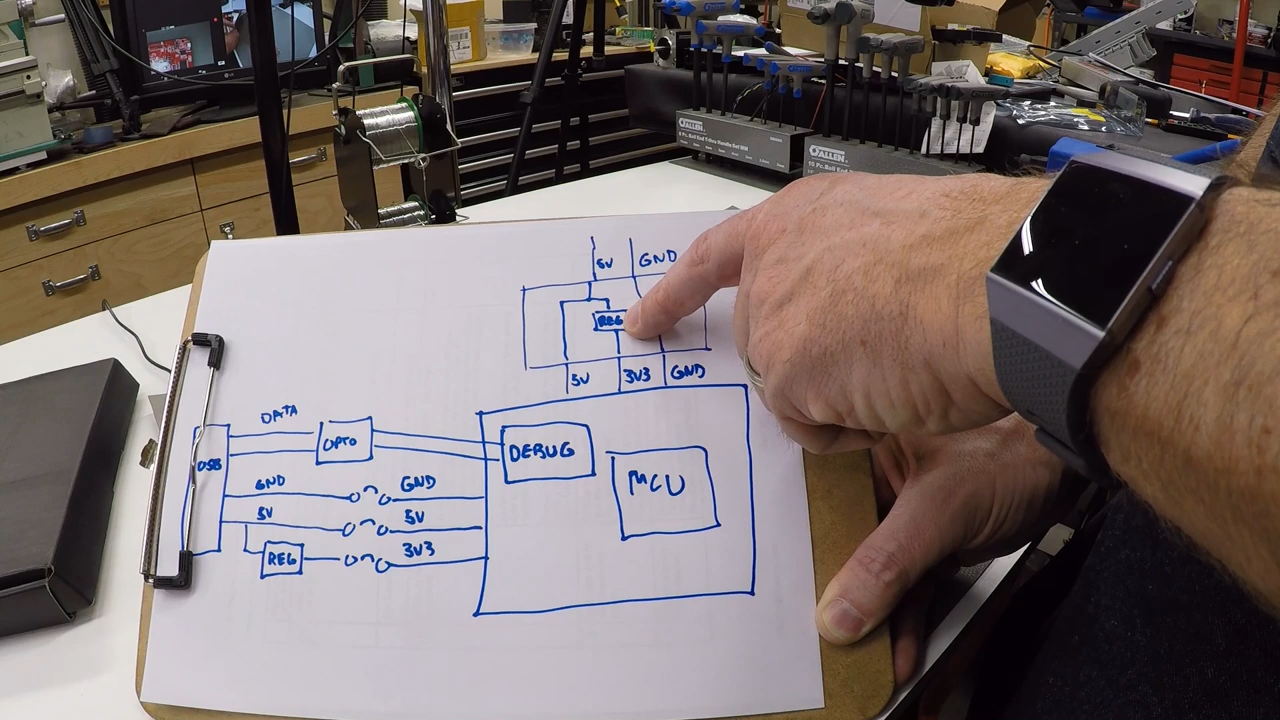 ALLEN
ALLEN
5V GND
REG
5V 3V3 GND
DATA
USB OPTO DEBUG
MCU
GND GND
5V 5V
REG 3V3